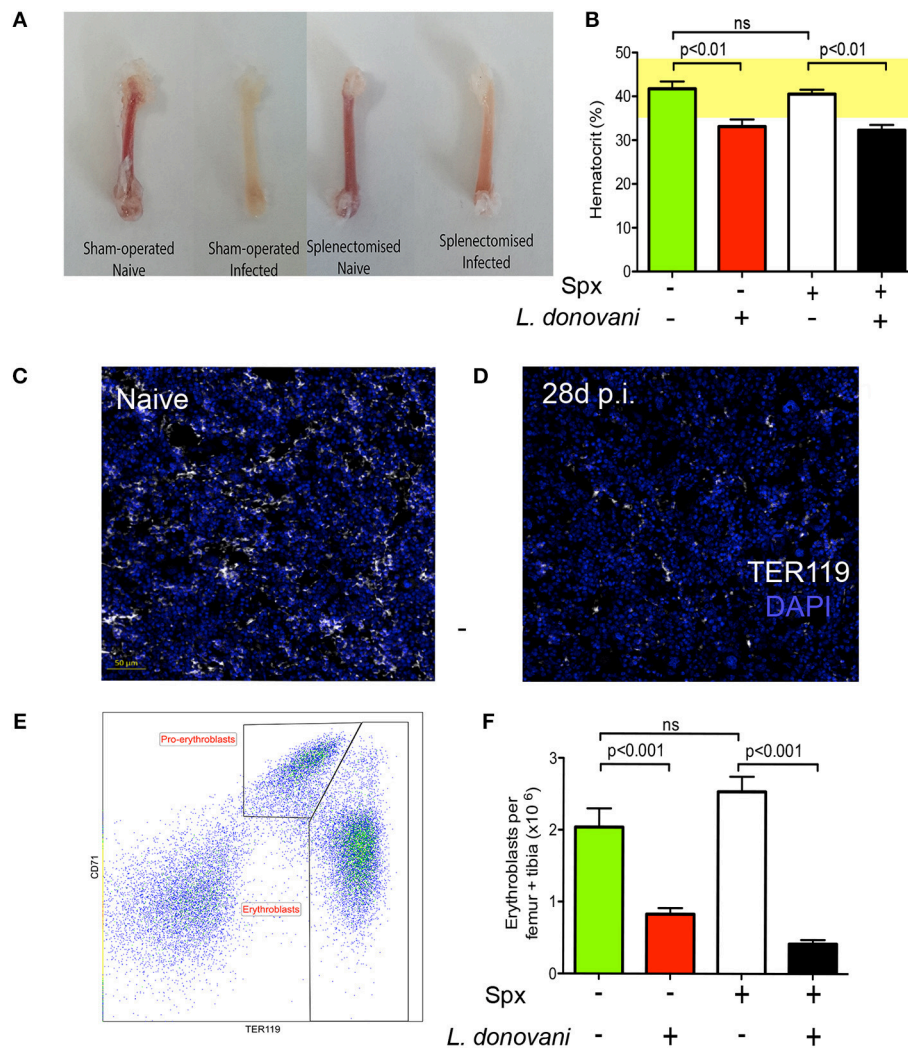 A
Sham-operated
Naive
Sham-operated
Infected
Splenectomised
Naive
Splenectomised
Infected
B
ns
p<0.01
p<0.01
50
40
30
20
10
0
Hematocrit (%)
Spx
- - + +
L. donovani
- + - +
C
Naive
50 µm
-
D
28d p.i.
TER119
DAPI
E
Pro-erythroblasts
Erythroblasts
CD71
TER119
F
ns
p<0.001
p<0.001
3
2
1
0
Erythroblasts per
femur + tibia (x10 6)
Spx
- - + +
L. donovani
- + - +